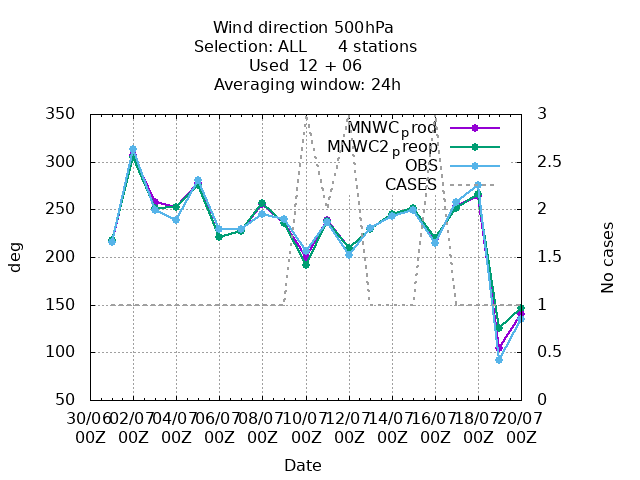 Wind direction 500hPa
Selection: ALL 4 stations
Used 12 + 06
Averaging window: 24h
350 3
MNWCprod
MNWC2preop
300 2.5
OBS
CASES
250 2
200 1.5
150 1
100 0.5
50 0
deg
No cases
30/06 02/07 04/07 06/07 08/07 10/07 12/07 14/07 16/07 18/07 20/07
00Z 00Z 00Z 00Z 00Z 00Z 00Z 00Z 00Z 00Z 00Z
Date